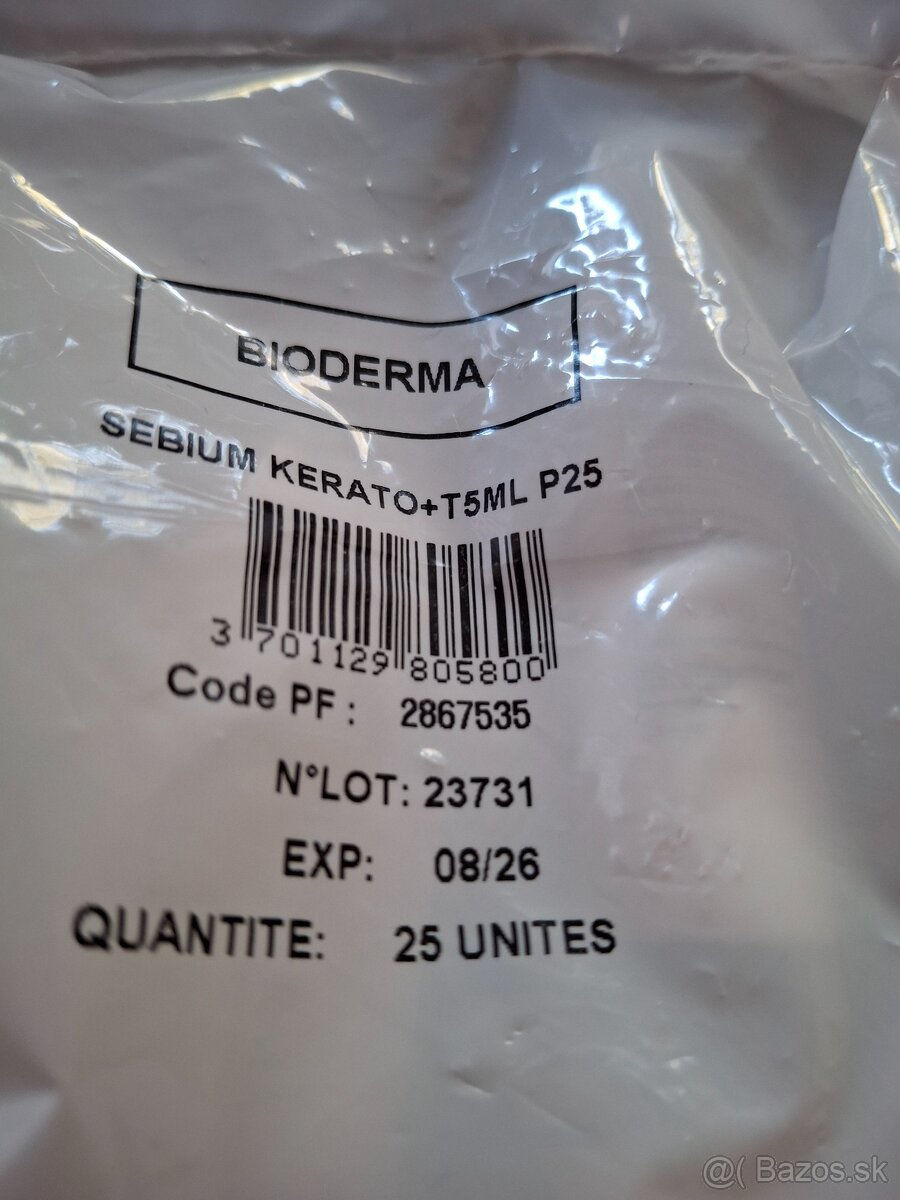 BIODERMA
SEBIUM KERATO+T5ML P25
3 701129 805800
Code PF : 2867535
N°LOT: 23731
EXP: 08/26
QUANTITE: 25 UNITES
@( Bazos.sk